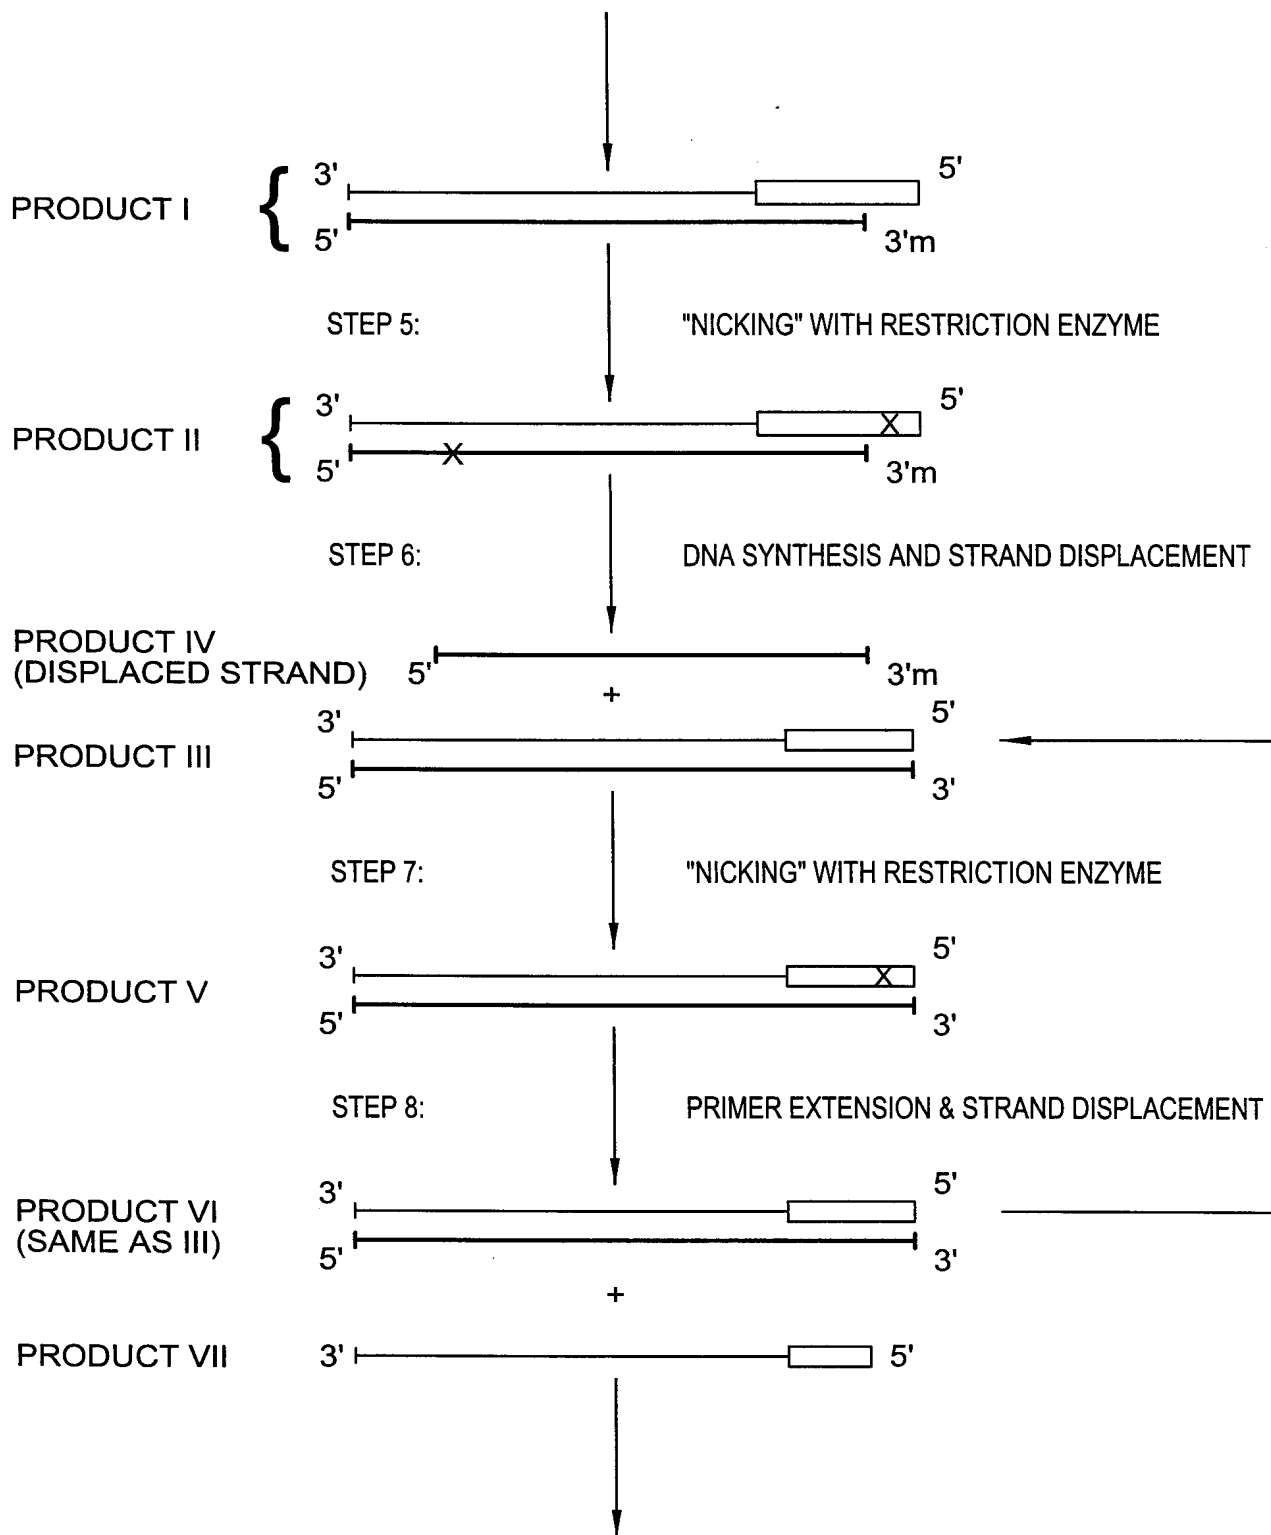 3' 5'
PRODUCT I {
5' 3'm
STEP 5: "NICKING" WITH RESTRICTION ENZYME
3' 5'
X
PRODUCT II {
X
5' 3'm
STEP 6: DNA SYNTHESIS AND STRAND DISPLACEMENT
PRODUCT IV
(DISPLACED STRAND) 5' 3'm
+
3' 5'
PRODUCT III
5' 3'
STEP 7: "NICKING" WITH RESTRICTION ENZYME
3' 5'
X
PRODUCT V
5' 3'
STEP 8: PRIMER EXTENSION & STRAND DISPLACEMENT
3' 5'
PRODUCT VI
(SAME AS III)
5' 3'
+
PRODUCT VII 3' 5'